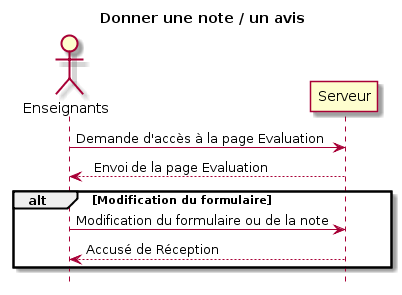 Donner une note / un avis
Enseignants
Serveur
Demande d'accès à la page Evaluation
Envoi de la page Evaluation
alt [Modification du formulaire]
Modification du formulaire ou de la note
Accusé de Réception